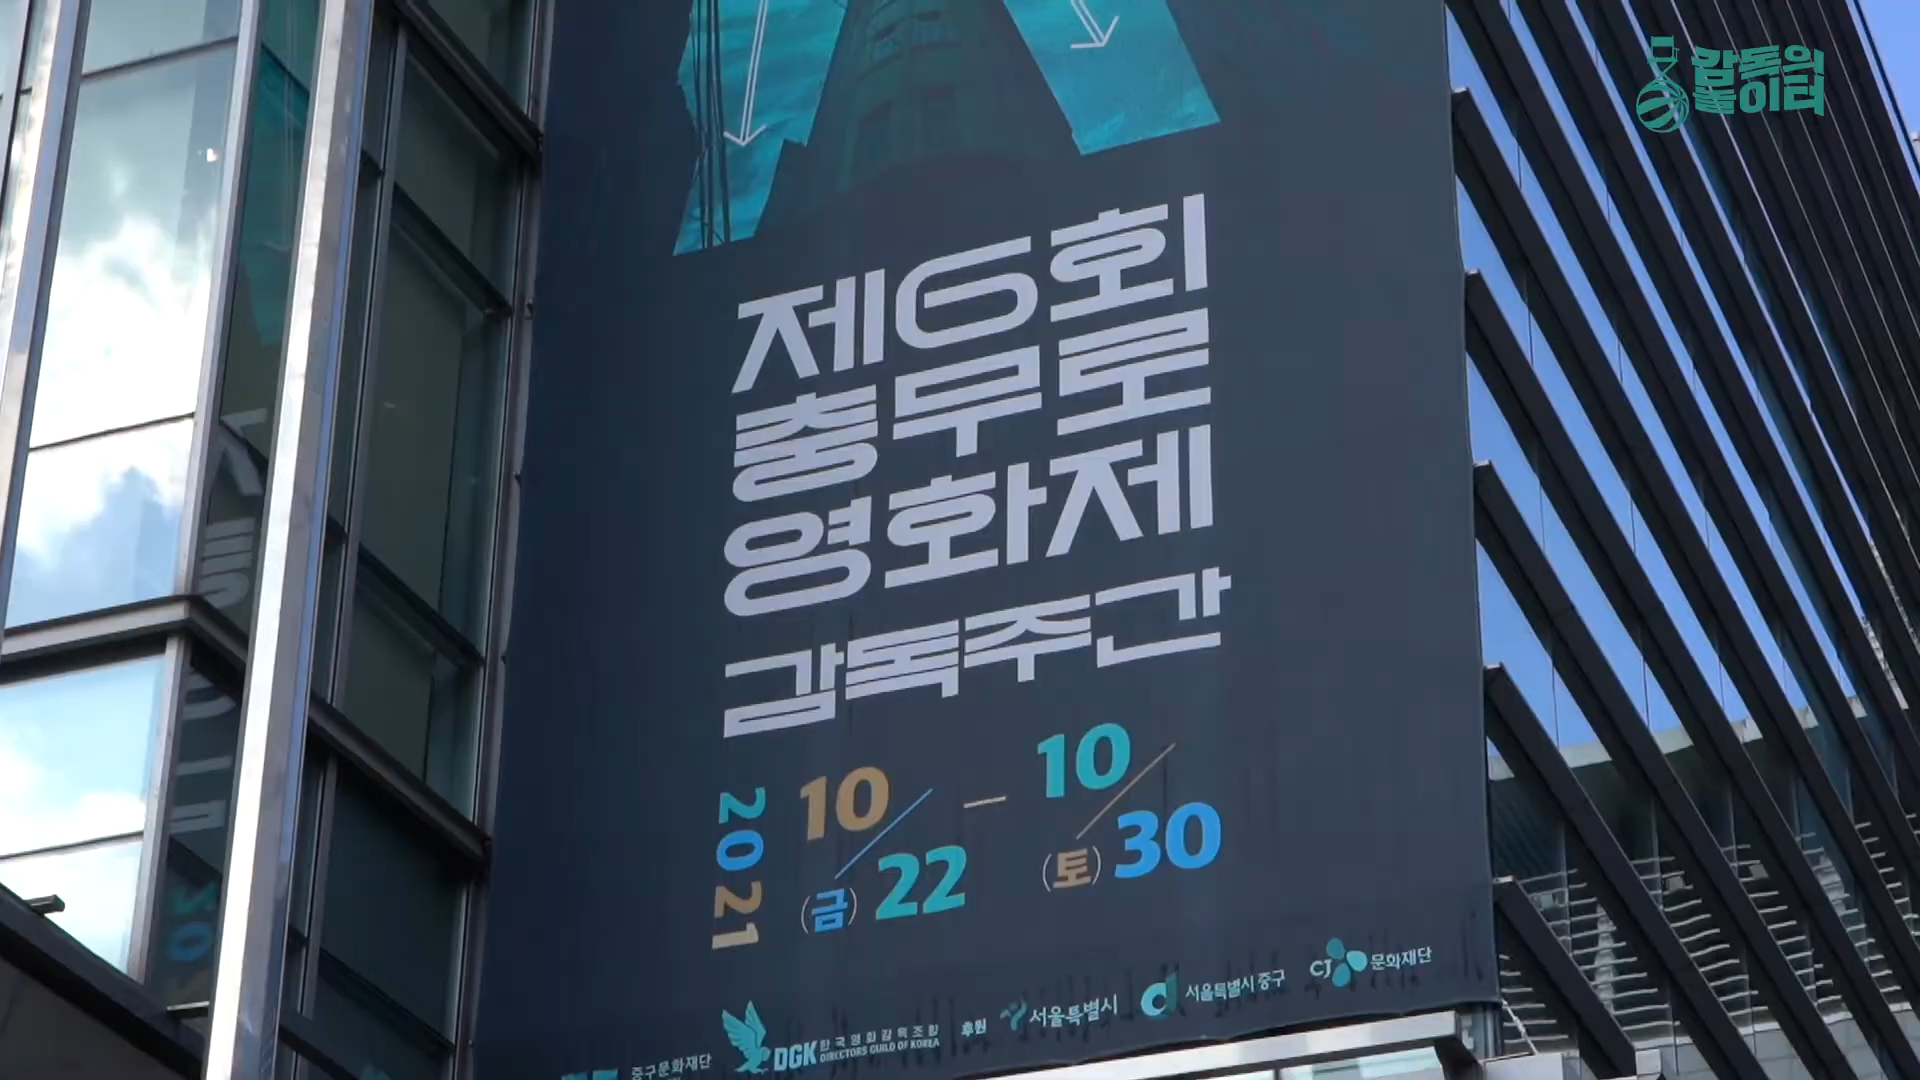 감독의
놀이터
제6회
충무로
영화제
감독주간
2021
10/22(금) – 10/30(토)
중구문화재단
DGK 한국영화감독조합
DIRECTORS GUILD OF KOREA
후원
서울특별시
서울특별시 중구
CJ문화재단